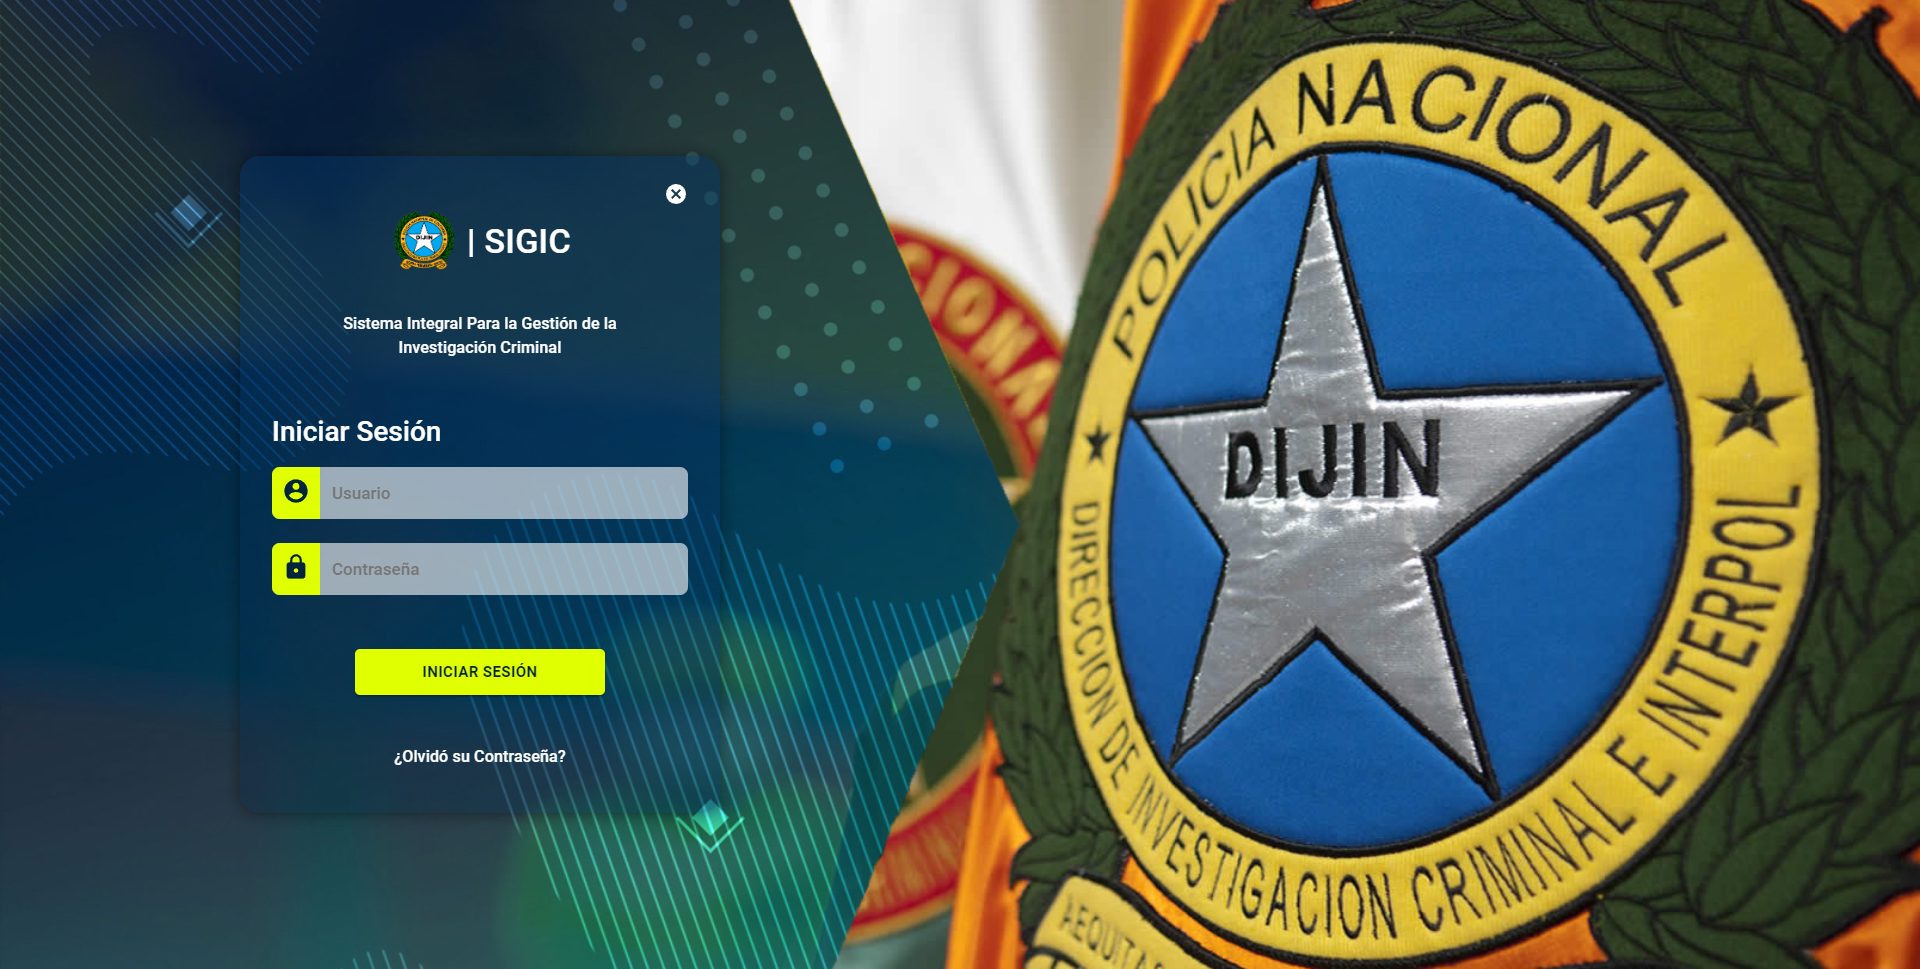 DIJIN
| SIGIC
Sistema Integral Para la Gestión de la
Investigación Criminal
Iniciar Sesión
Usuario
Contraseña
INICIAR SESIÓN
¿Olvidó su Contraseña?
POLICIA NACIONAL
DIJIN
DIRECCION DE INVESTIGACION CRIMINAL E INTERPOL